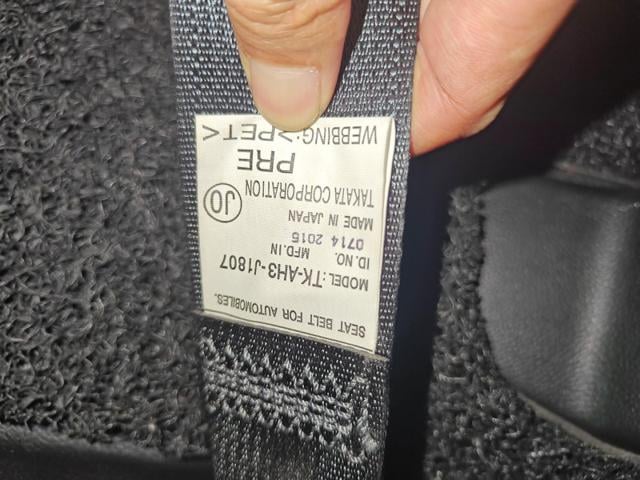 SEAT BELT FOR AUTOMOBILES.
MODEL:TK-AH3-J1807
ID.NO. MFD.IN
0714 2015
MADE IN JAPAN
TAKATA CORPORATION
JO
PRE
WEBBING:>PET<